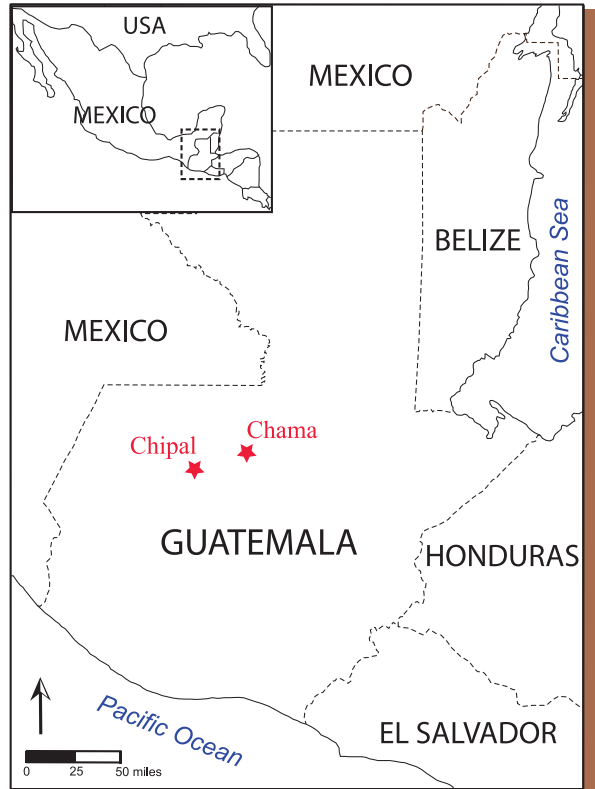 USA
MEXICO
MEXICO
BELIZE
Caribbean Sea
MEXICO
Chama
Chipal
GUATEMALA
HONDURAS
Pacific Ocean
EL SALVADOR
0 25 50 miles